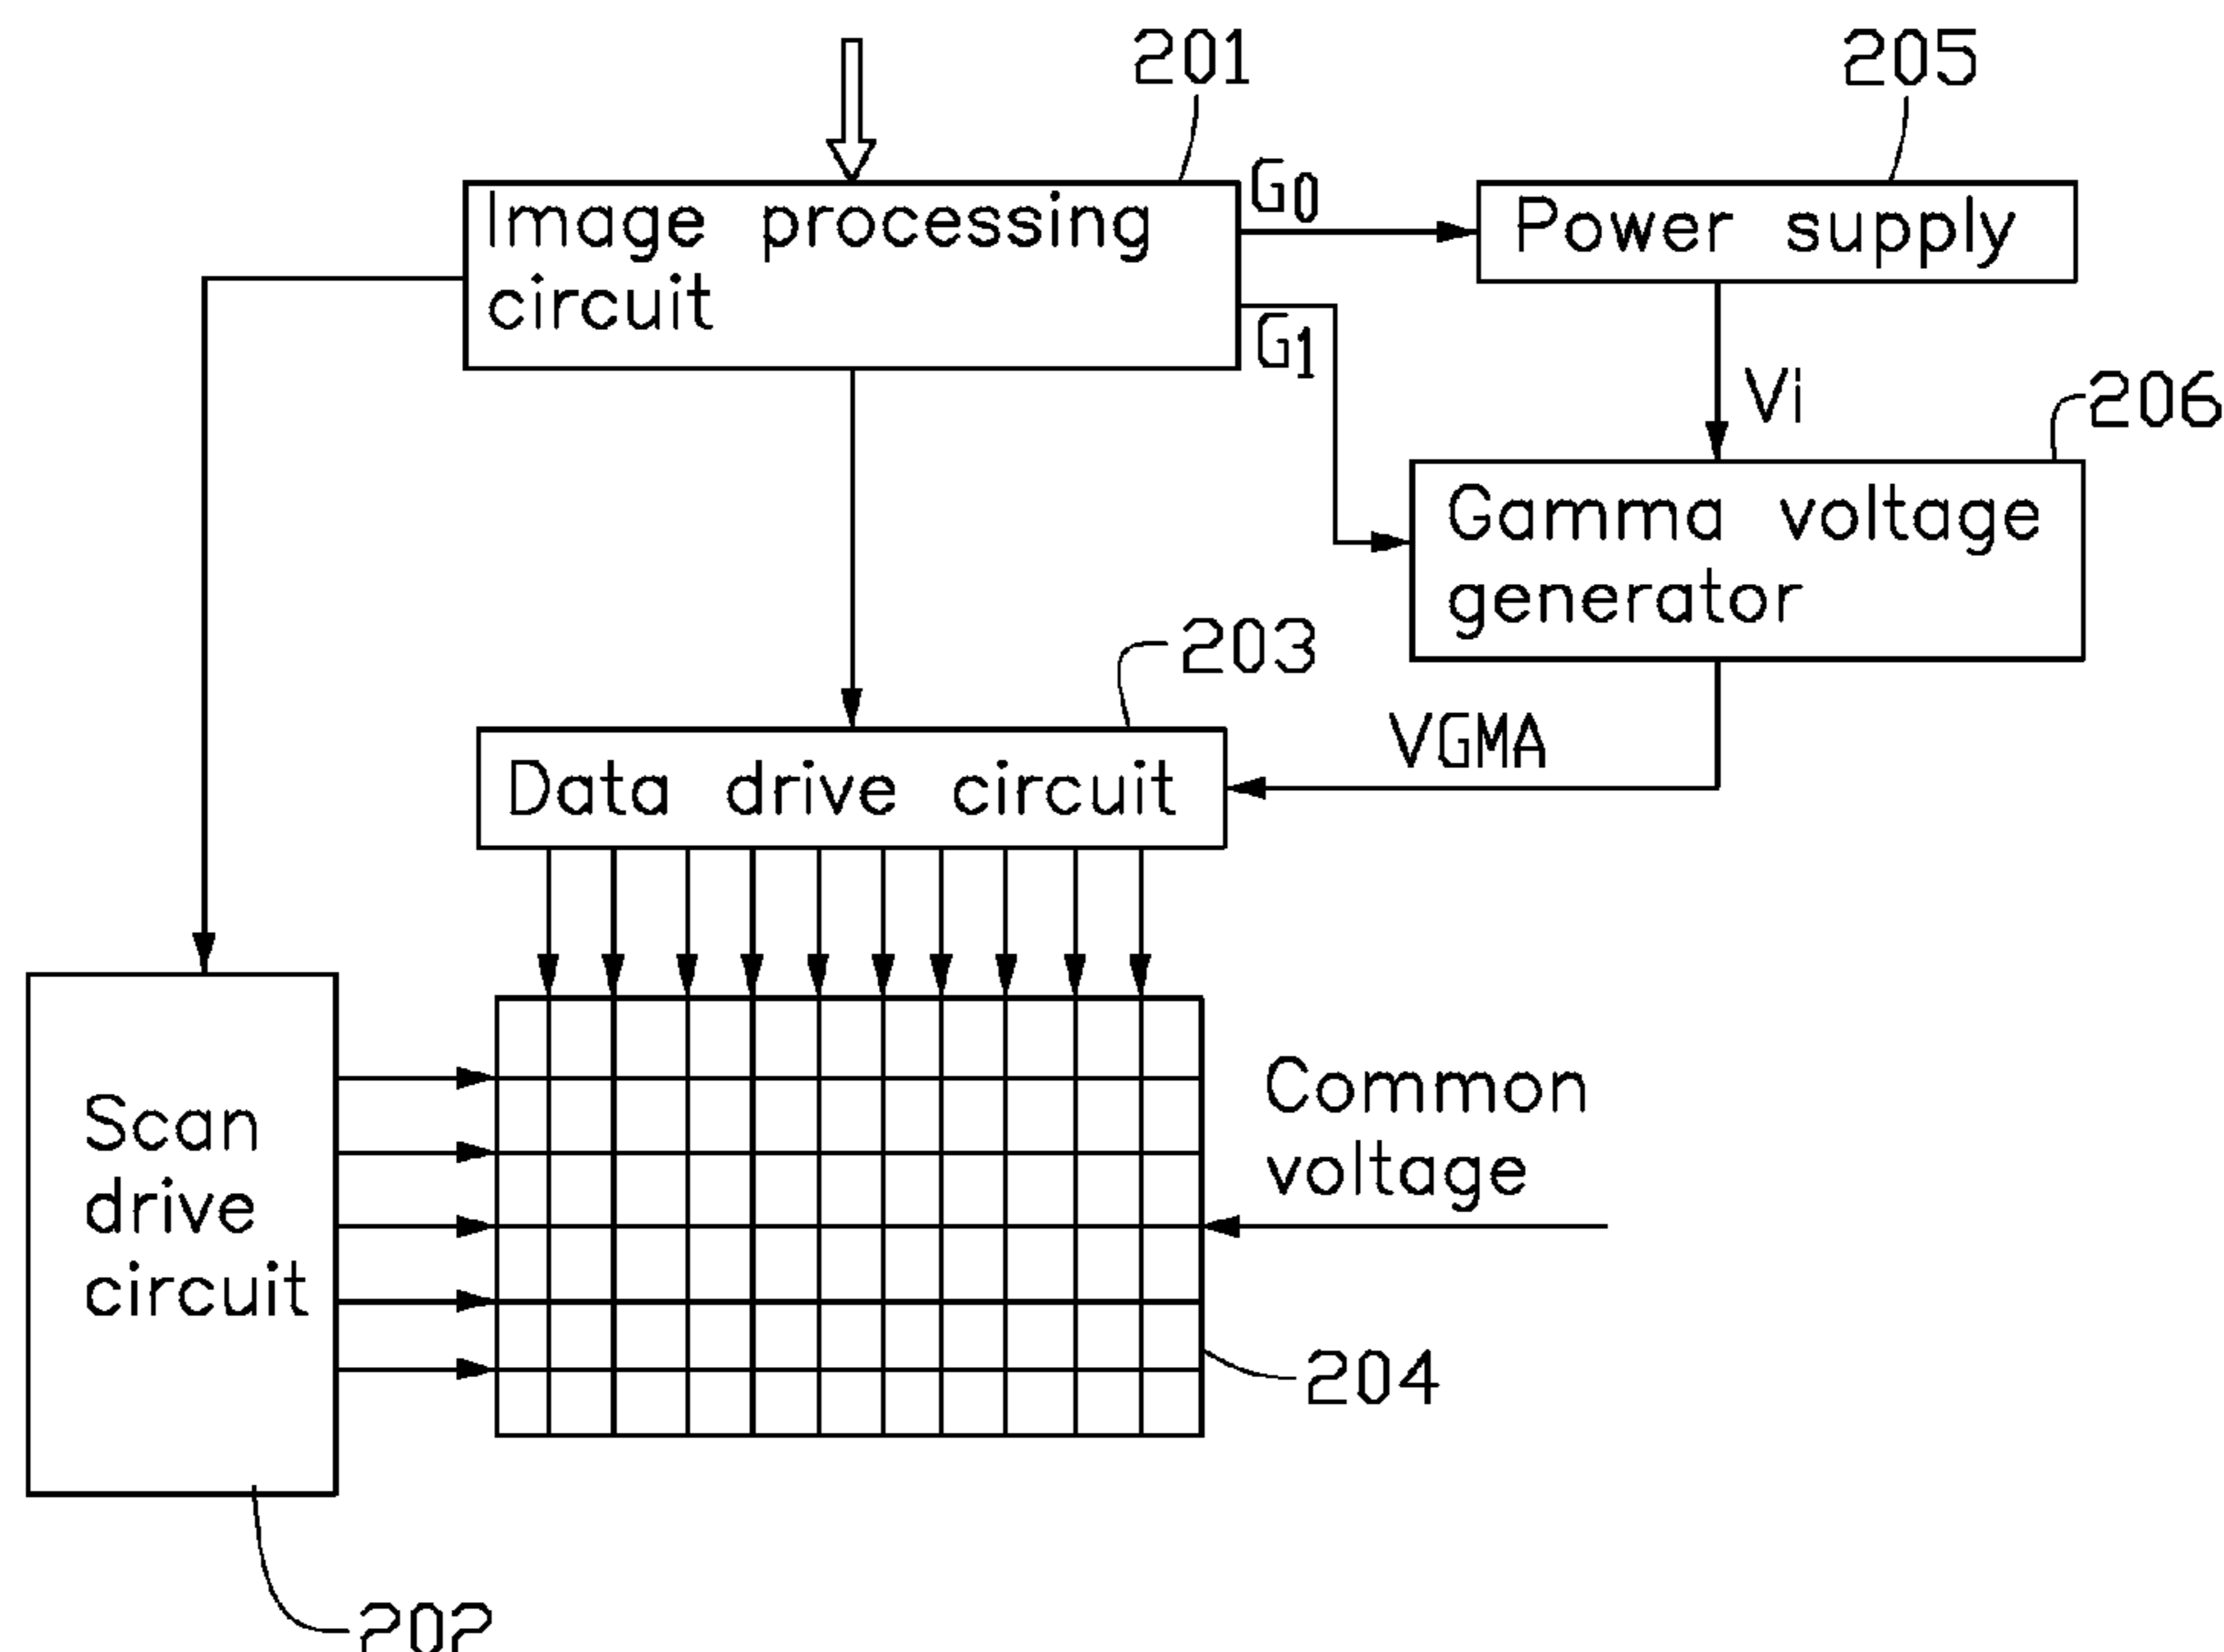 201
205
Image processing
circuit
G0
Power supply
G1
Vi
206
Gamma voltage
generator
203
VGMA
Data drive circuit
Common
voltage
Scan
drive
circuit
204
202